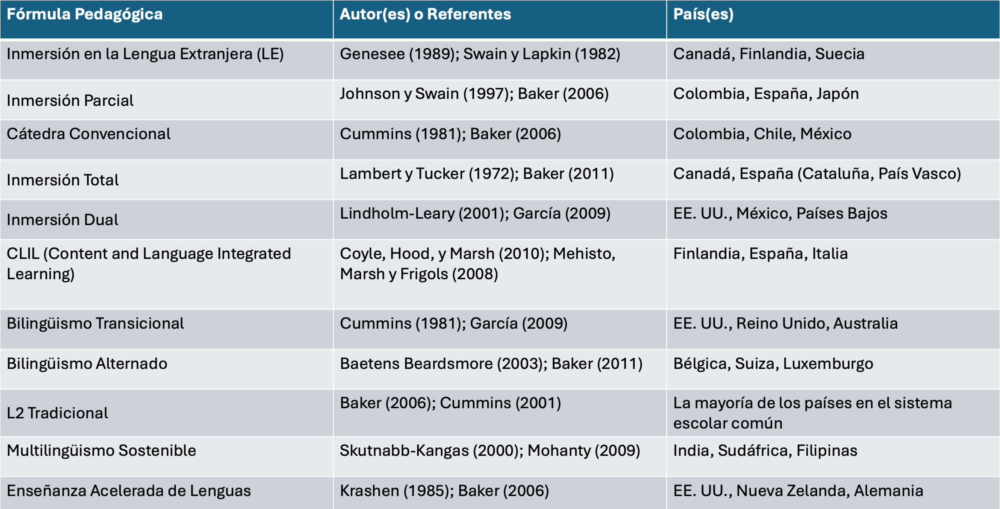 Fórmula Pedagógica
Autor(es) o Referentes
País(es)
Inmersión en la Lengua Extranjera (LE)
Genesee (1989); Swain y Lapkin (1982)
Canadá, Finlandia, Suecia
Inmersión Parcial
Johnson y Swain (1997); Baker (2006)
Colombia, España, Japón
Cátedra Convencional
Cummins (1981); Baker (2006)
Colombia, Chile, México
Inmersión Total
Lambert y Tucker (1972); Baker (2011)
Canadá, España (Cataluña, País Vasco)
Inmersión Dual
Lindholm-Leary (2001); García (2009)
EE. UU., México, Países Bajos
CLIL (Content and Language Integrated
Learning)
Coyle, Hood, y Marsh (2010); Mehisto,
Marsh y Frigols (2008)
Finlandia, España, Italia
Bilingüismo Transicional
Cummins (1981); García (2009)
EE. UU., Reino Unido, Australia
Bilingüismo Alternado
Baetens Beardsmore (2003); Baker (2011)
Bélgica, Suiza, Luxemburgo
L2 Tradicional
Baker (2006); Cummins (2001)
La mayoría de los países en el sistema
escolar común
Multilingüismo Sostenible
Skutnabb-Kangas (2000); Mohanty (2009)
India, Sudáfrica, Filipinas
Enseñanza Acelerada de Lenguas
Krashen (1985); Baker (2006)
EE. UU., Nueva Zelanda, Alemania